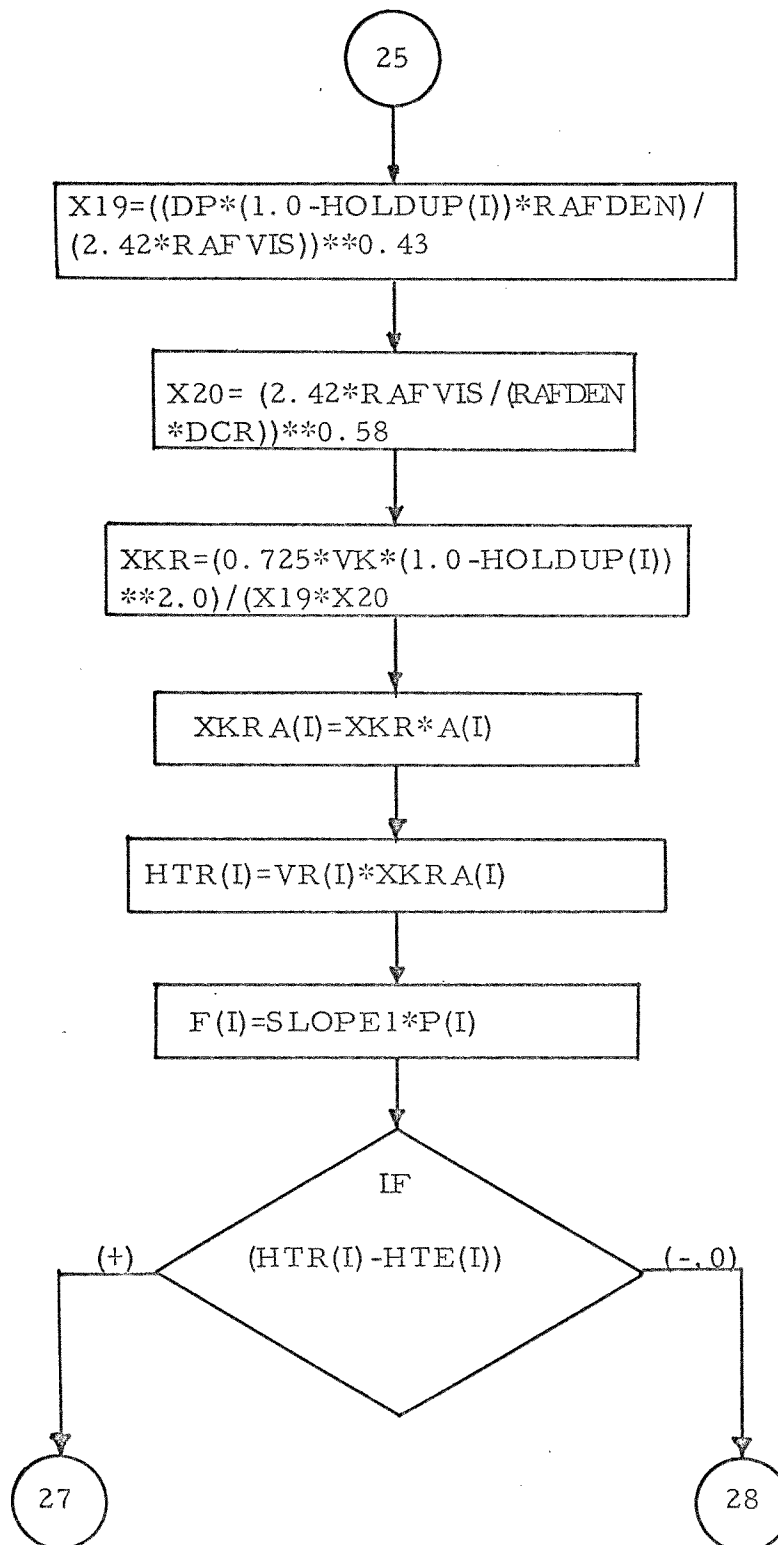 25
X19=((DP*(1.0-HOLDUP(I))*RAFDEN)/
(2.42*RAFVIS))**0.43
X20= (2.42*RAFVIS/(RAFDEN
*DCR))**0.58
XKR=(0.725*VK*(1.0-HOLDUP(I))
**2.0)/(X19*X20
XKRA(I)=XKR*A(I)
HTR(I)=VR(I)*XKRA(I)
F(I)=SLOPE1*P(I)
IF
(+) (HTR(I)-HTE(I)) (-,0)
27 28